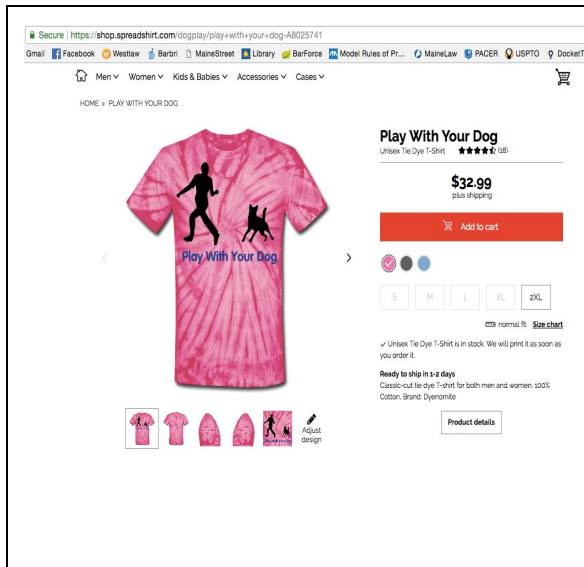 Secure | https://shop.spreadshirt.com/dogplay/play+with+your+dog-A8025741
Gmail Facebook Westlaw Barbri MaineStreet Library BarForce Model Rules of Pr... MaineLaw PACER USPTO DocketT
Men Women Kids & Babies Accessories Cases
HOME > PLAY WITH YOUR DOG
Play With Your Dog
Unisex Tie Dye T-Shirt (18)
$32.99
plus shipping
Add to cart
Play With Your Dog
S M L XL 2XL
normal fit Size chart
✓ Unisex Tie Dye T-Shirt is in stock. We will print it as soon as
you order it.
Ready to ship in 1-2 days
Classic-cut tie dye T-shirt for both men and women, 100%
Cotton, Brand: Dyenomite
Product details
Adjust
design